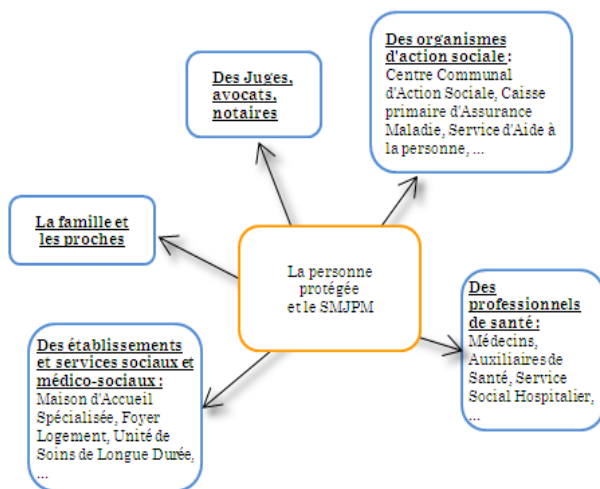 Des organismes
d'action sociale :
Centre Communal
d'Action Sociale, Caisse
primaire d'Assurance
Maladie, Service d'Aide à
la personne, ...
Des Juges,
avocats,
notaires
La famille et
les proches
La personne
protégée
et le SMJPM
Des
professionnels
de santé :
Médecins,
Auxiliaires de
Santé, Service
Social Hospitalier,
...
Des établissements
et services sociaux et
médico-sociaux :
Maison d'Accueil
Spécialisée, Foyer
Logement, Unité de
Soins de Longue Durée,
...